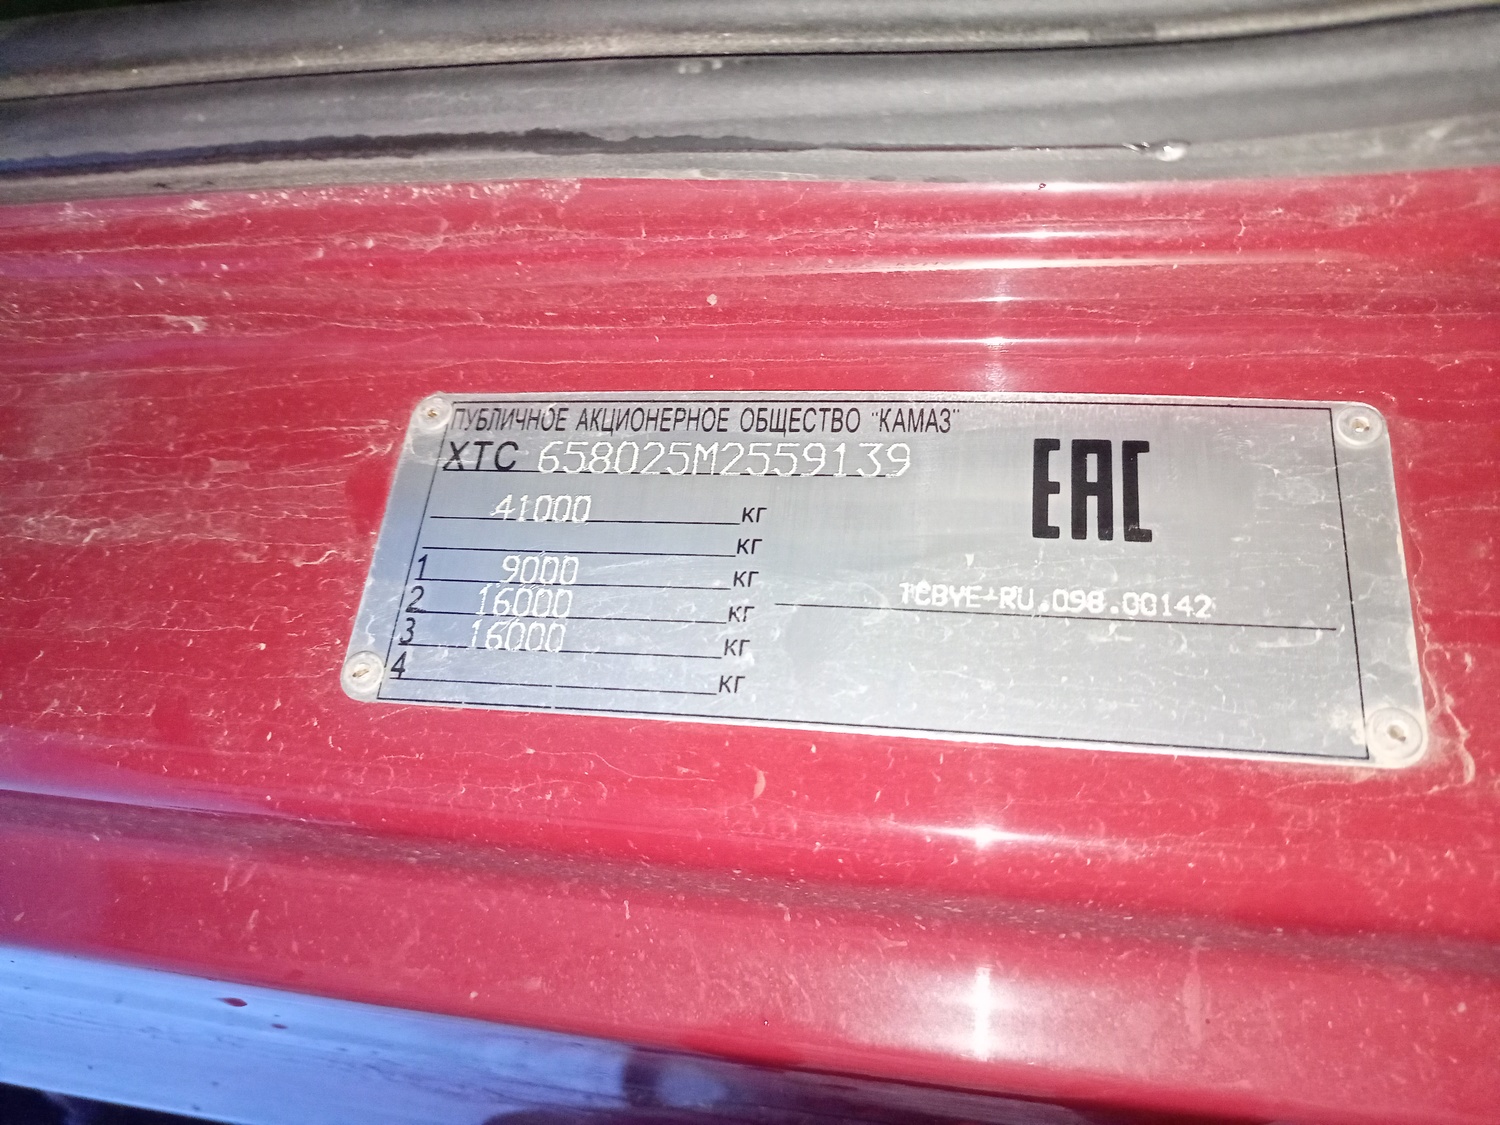 ПУБЛИЧНОЕ АКЦИОНЕРНОЕ ОБЩЕСТВО "КАМАЗ"
XTC 658025M2559139
EAC
41000 КГ
КГ
1 9000 КГ
2 16000 КГ
TCBYE-RU.098.00142
3 16000 КГ
4 КГ